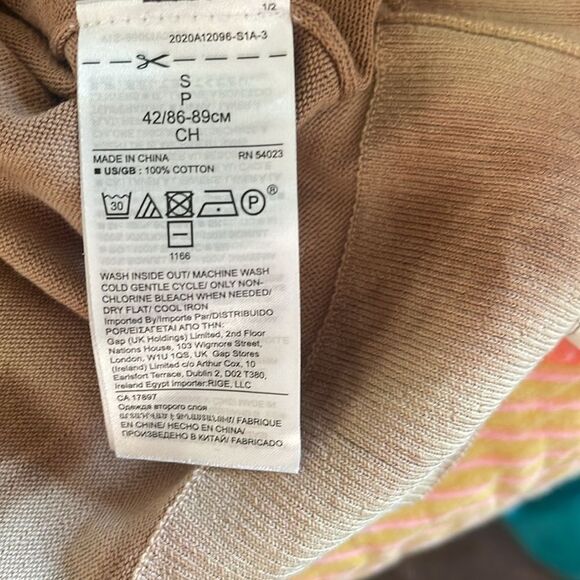 1/2
2020A12096-S1A-3
S
P
42/86-89CM
CH
MADE IN CHINA RN 54023
■ US/GB : 100% COTTON
30 P ®
1166
WASH INSIDE OUT/ MACHINE WASH
COLD GENTLE CYCLE/ ONLY NON-
CHLORINE BLEACH WHEN NEEDED/
DRY FLAT/ COOL IRON
Imported By/Importe Par/DISTRIBUIDO
POR/ΕΙΣΑΓΕΤΑΙ ΑΠΟ ΤΗΝ:
Gap (UK Holdings) Limited, 2nd Floor
Nations House, 103 Wigmore Street,
London, W1U 1QS, UK Gap Stores
(Ireland) Limited C/o Arthur Cox, 10
Earlsfort Terrace, Dublin 2, D02 T380,
Ireland Egypt Importer:RIGE, LLC
CA 17897
Одежда второго слоя
/ FABRIQUE
EN CHINE/ HECHO EN CHINA/
ПРОИЗВЕДЕНО В КИТАЙ/ FABRICADO